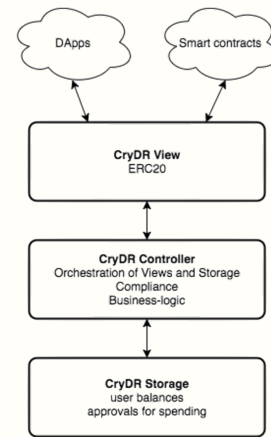 DApps
Smart contracts
CryDR View
ERC20
CryDR Controller
Orchestration of Views and Storage
Compliance
Business-logic
CryDR Storage
user balances
approvals for spending